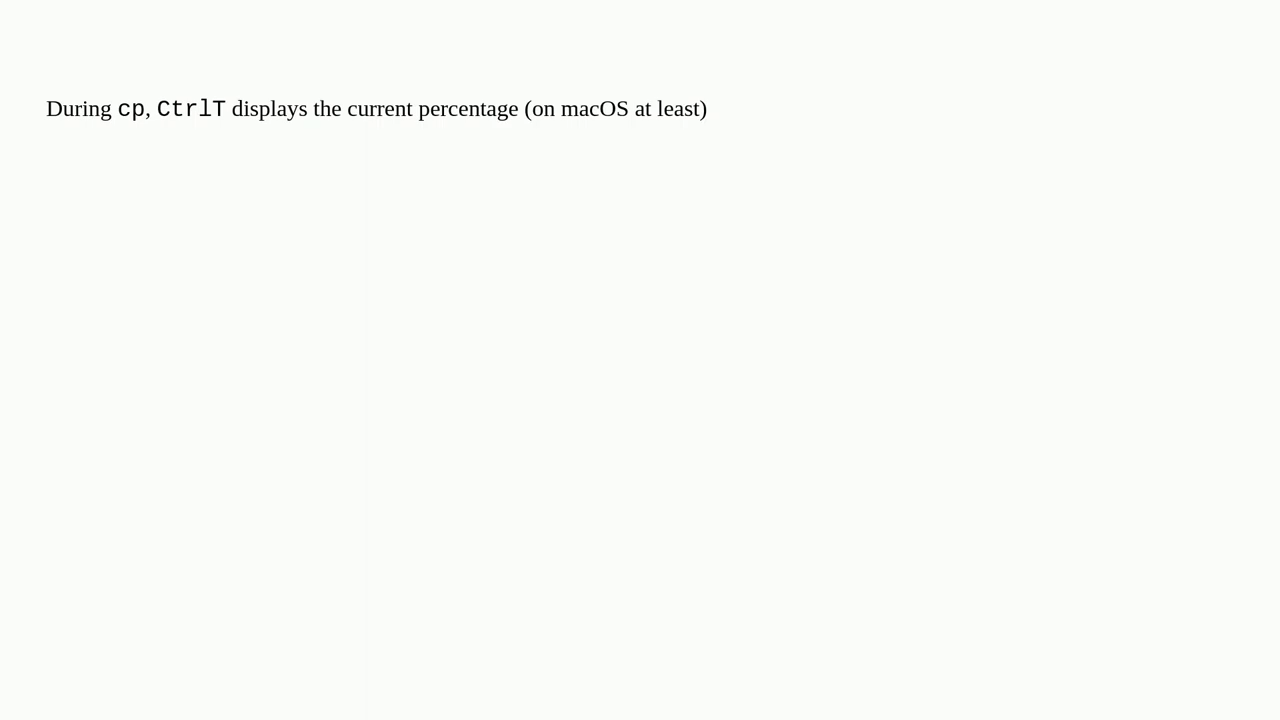 During cp, CtrlT displays the current percentage (on macOS at least)